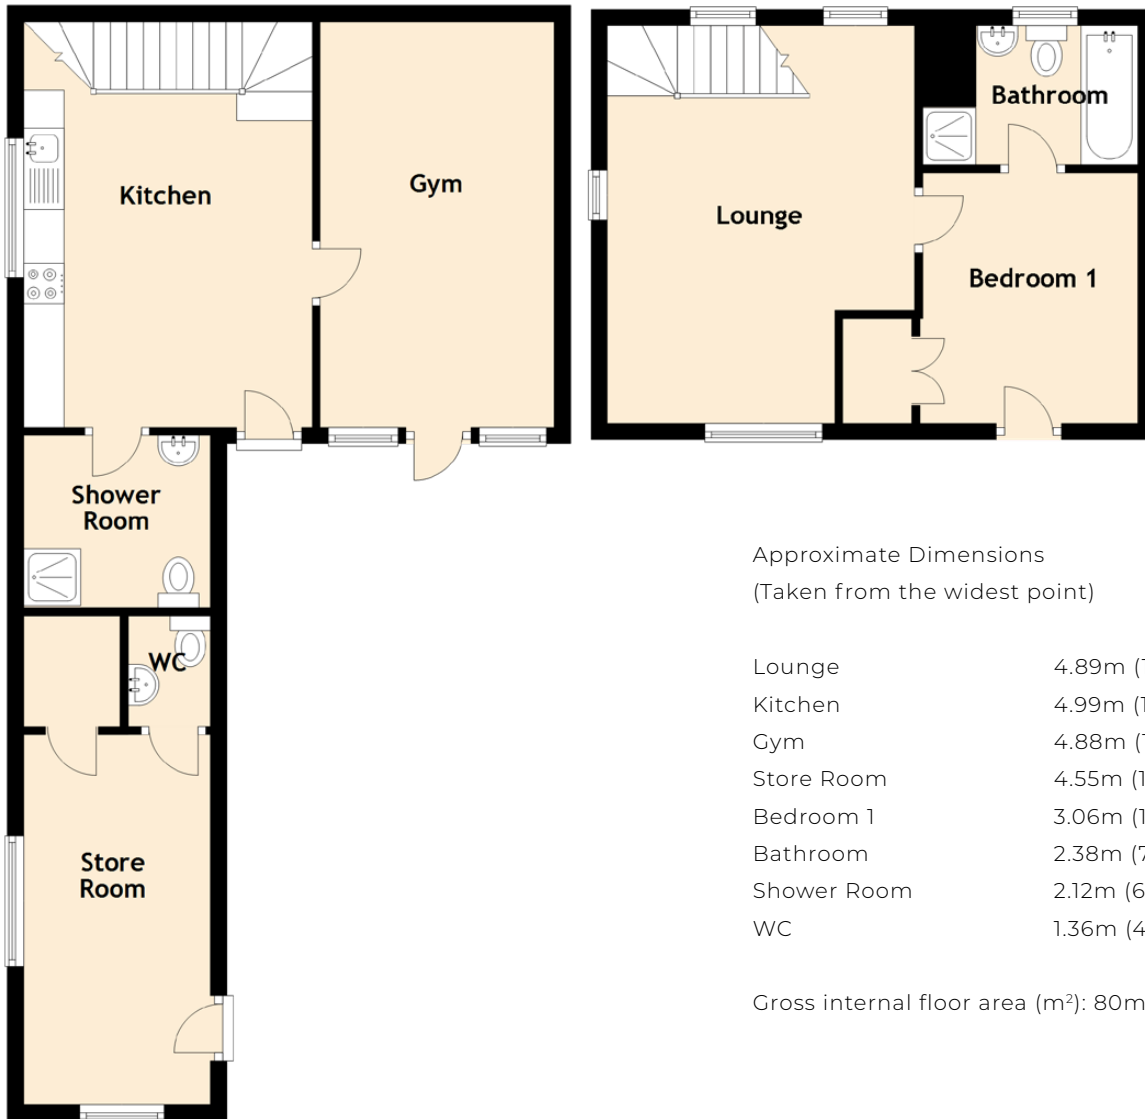 Kitchen
Gym
Lounge
Bathroom
Bedroom 1
Shower
Room
WC
Store
Room
Approximate Dimensions
(Taken from the widest point)
Lounge 4.89m
Kitchen 4.99m
Gym 4.88m
Store Room 4.55m
Bedroom 1 3.06m
Bathroom 2.38m
Shower Room 2.12m
WC 1.36m
Gross internal floor area (m²): 80m